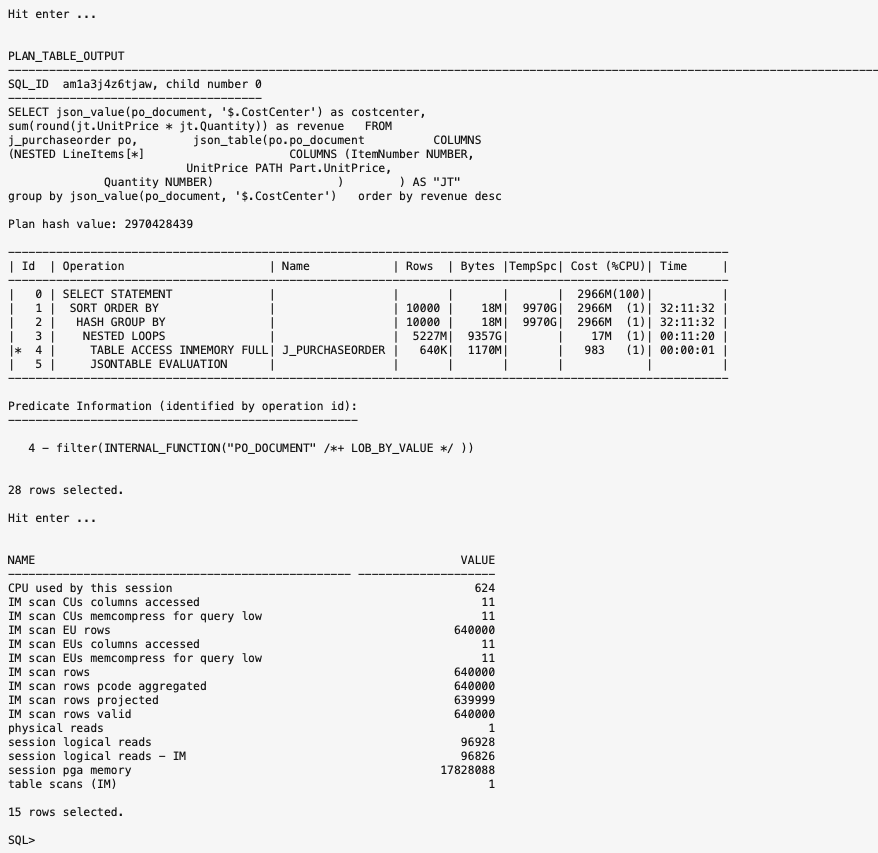 Hit enter ...
PLAN_TABLE_OUTPUT
--------------------------------------------------------------------------------------------------------------------------------
SQL_ID  am1a3j4z6tjaw, child number 0
-------------------------------------
SELECT json_value(po_document, '$.CostCenter') as costcenter,
sum(round(jt.UnitPrice * jt.Quantity)) as revenue   FROM
j_purchaseorder po,        json_table(po.po_document          COLUMNS
(NESTED LineItems[*]                     COLUMNS (ItemNumber NUMBER,
                          UnitPrice PATH Part.UnitPrice,
              Quantity NUMBER)                  )        ) AS "JT"
group by json_value(po_document, '$.CostCenter')   order by revenue desc
Plan hash value: 2970428439
---------------------------------------------------------------------------------------------------------
| Id  | Operation                     | Name            | Rows  | Bytes |TempSpc| Cost (%CPU)| Time     |
---------------------------------------------------------------------------------------------------------
|   0 | SELECT STATEMENT              |                 |       |       |       |  2966M(100)|          |
|   1 |  SORT ORDER BY                |                 | 10000 |    18M|  9970G|  2966M  (1)| 32:11:32 |
|   2 |   HASH GROUP BY               |                 | 10000 |    18M|  9970G|  2966M  (1)| 32:11:32 |
|   3 |    NESTED LOOPS               |                 |  5227M|  9357G|       |    17M  (1)| 00:11:20 |
|*  4 |     TABLE ACCESS INMEMORY FULL| J_PURCHASEORDER |   640K|  1170M|       |   983   (1)| 00:00:01 |
|   5 |     JSONTABLE EVALUATION      |                 |       |       |       |            |          |
---------------------------------------------------------------------------------------------------------
Predicate Information (identified by operation id):
---------------------------------------------------
   4 - filter(INTERNAL_FUNCTION("PO_DOCUMENT" /*+ LOB_BY_VALUE */ ))
28 rows selected.
Hit enter ...
NAME                                                              VALUE
-------------------------------------------------- --------------------
CPU used by this session                                            624
IM scan CUs columns accessed                                         11
IM scan CUs memcompress for query low                                11
IM scan EU rows                                                  640000
IM scan EUs columns accessed                                         11
IM scan EUs memcompress for query low                                11
IM scan rows                                                     640000
IM scan rows pcode aggregated                                    640000
IM scan rows projected                                           639999
IM scan rows valid                                               640000
physical reads                                                        1
session logical reads                                             96928
session logical reads - IM                                        96826
session pga memory                                             17828088
table scans (IM)                                                      1
15 rows selected.
SQL>